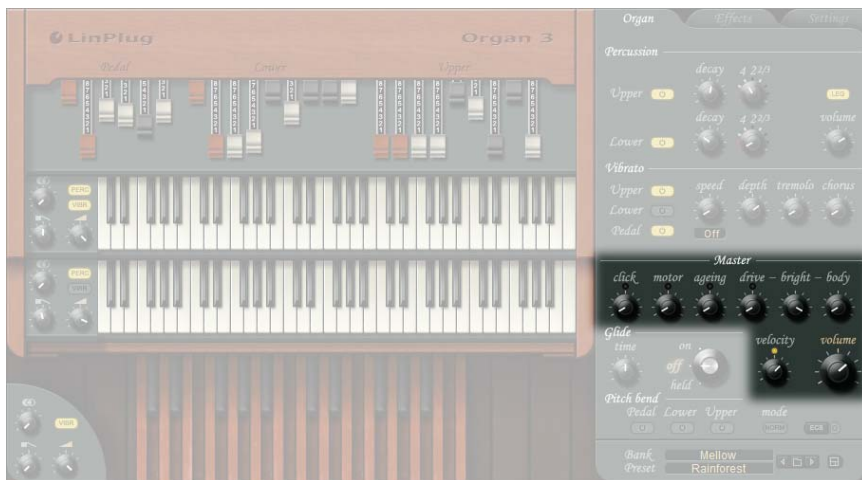 LinPlug
Organ 3
Pedal
Lower
Upper
PERC
VIBR
PERC
VIBR
VIBR
Organ
Effects
Settings
Percussion
decay
4 2 2/3
Upper
LEG
decay
4 2 2/3
Lower
volume
Vibrato
Upper
speed
depth
tremolo
chorus
Lower
Pedal
Off
Master
click
motor
ageing
drive – bright – body
Glide
time
on
off
held
velocity
volume
Pitch bend
Pedal
Lower
Upper
mode
NORM
Bank
Mellow
Preset
Rainforest